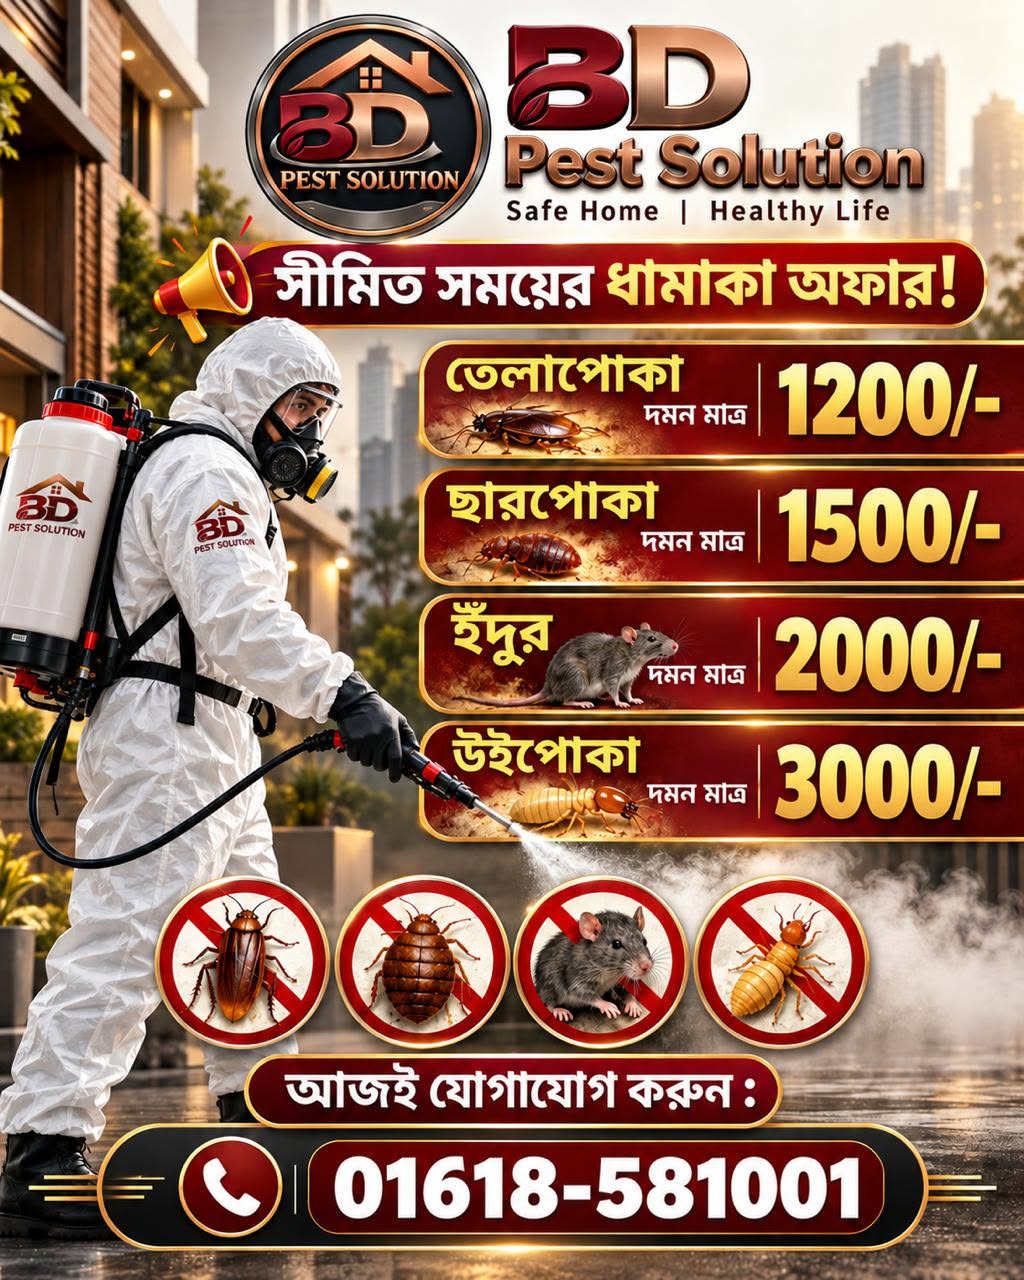 BD
PEST SOLUTION
BD
Pest Solution
Safe Home | Healthy Life
সীমিত সময়ের ধামাকা অফার!
তেলাপোকা
দমন মাত্র
1200/-
ছারপোকা
দমন মাত্র
1500/-
ইঁদুর
দমন মাত্র
2000/-
উইপোকা
দমন মাত্র
3000/-
BD
PEST SOLUTION
BD
PEST SOLUTION
আজই যোগাযোগ করুন :
01618-581001